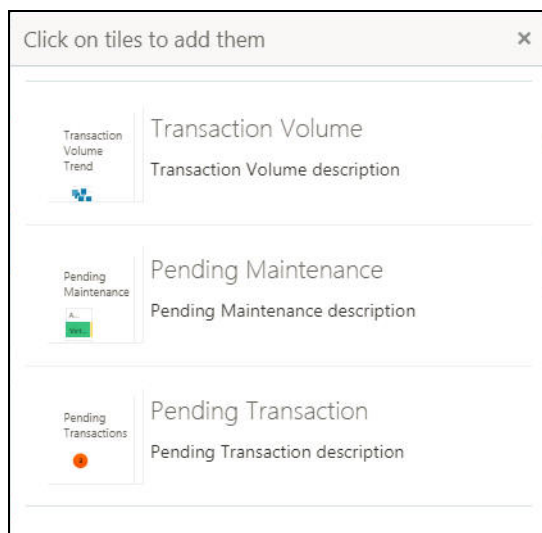 Click on tiles to add them
×
Transaction
Volume
Trend
Transaction Volume
Transaction Volume description
Pending
Maintenance
A...
Pending Maintenance
Pending Maintenance description
Pending
Transactions
Pending Transaction
Pending Transaction description